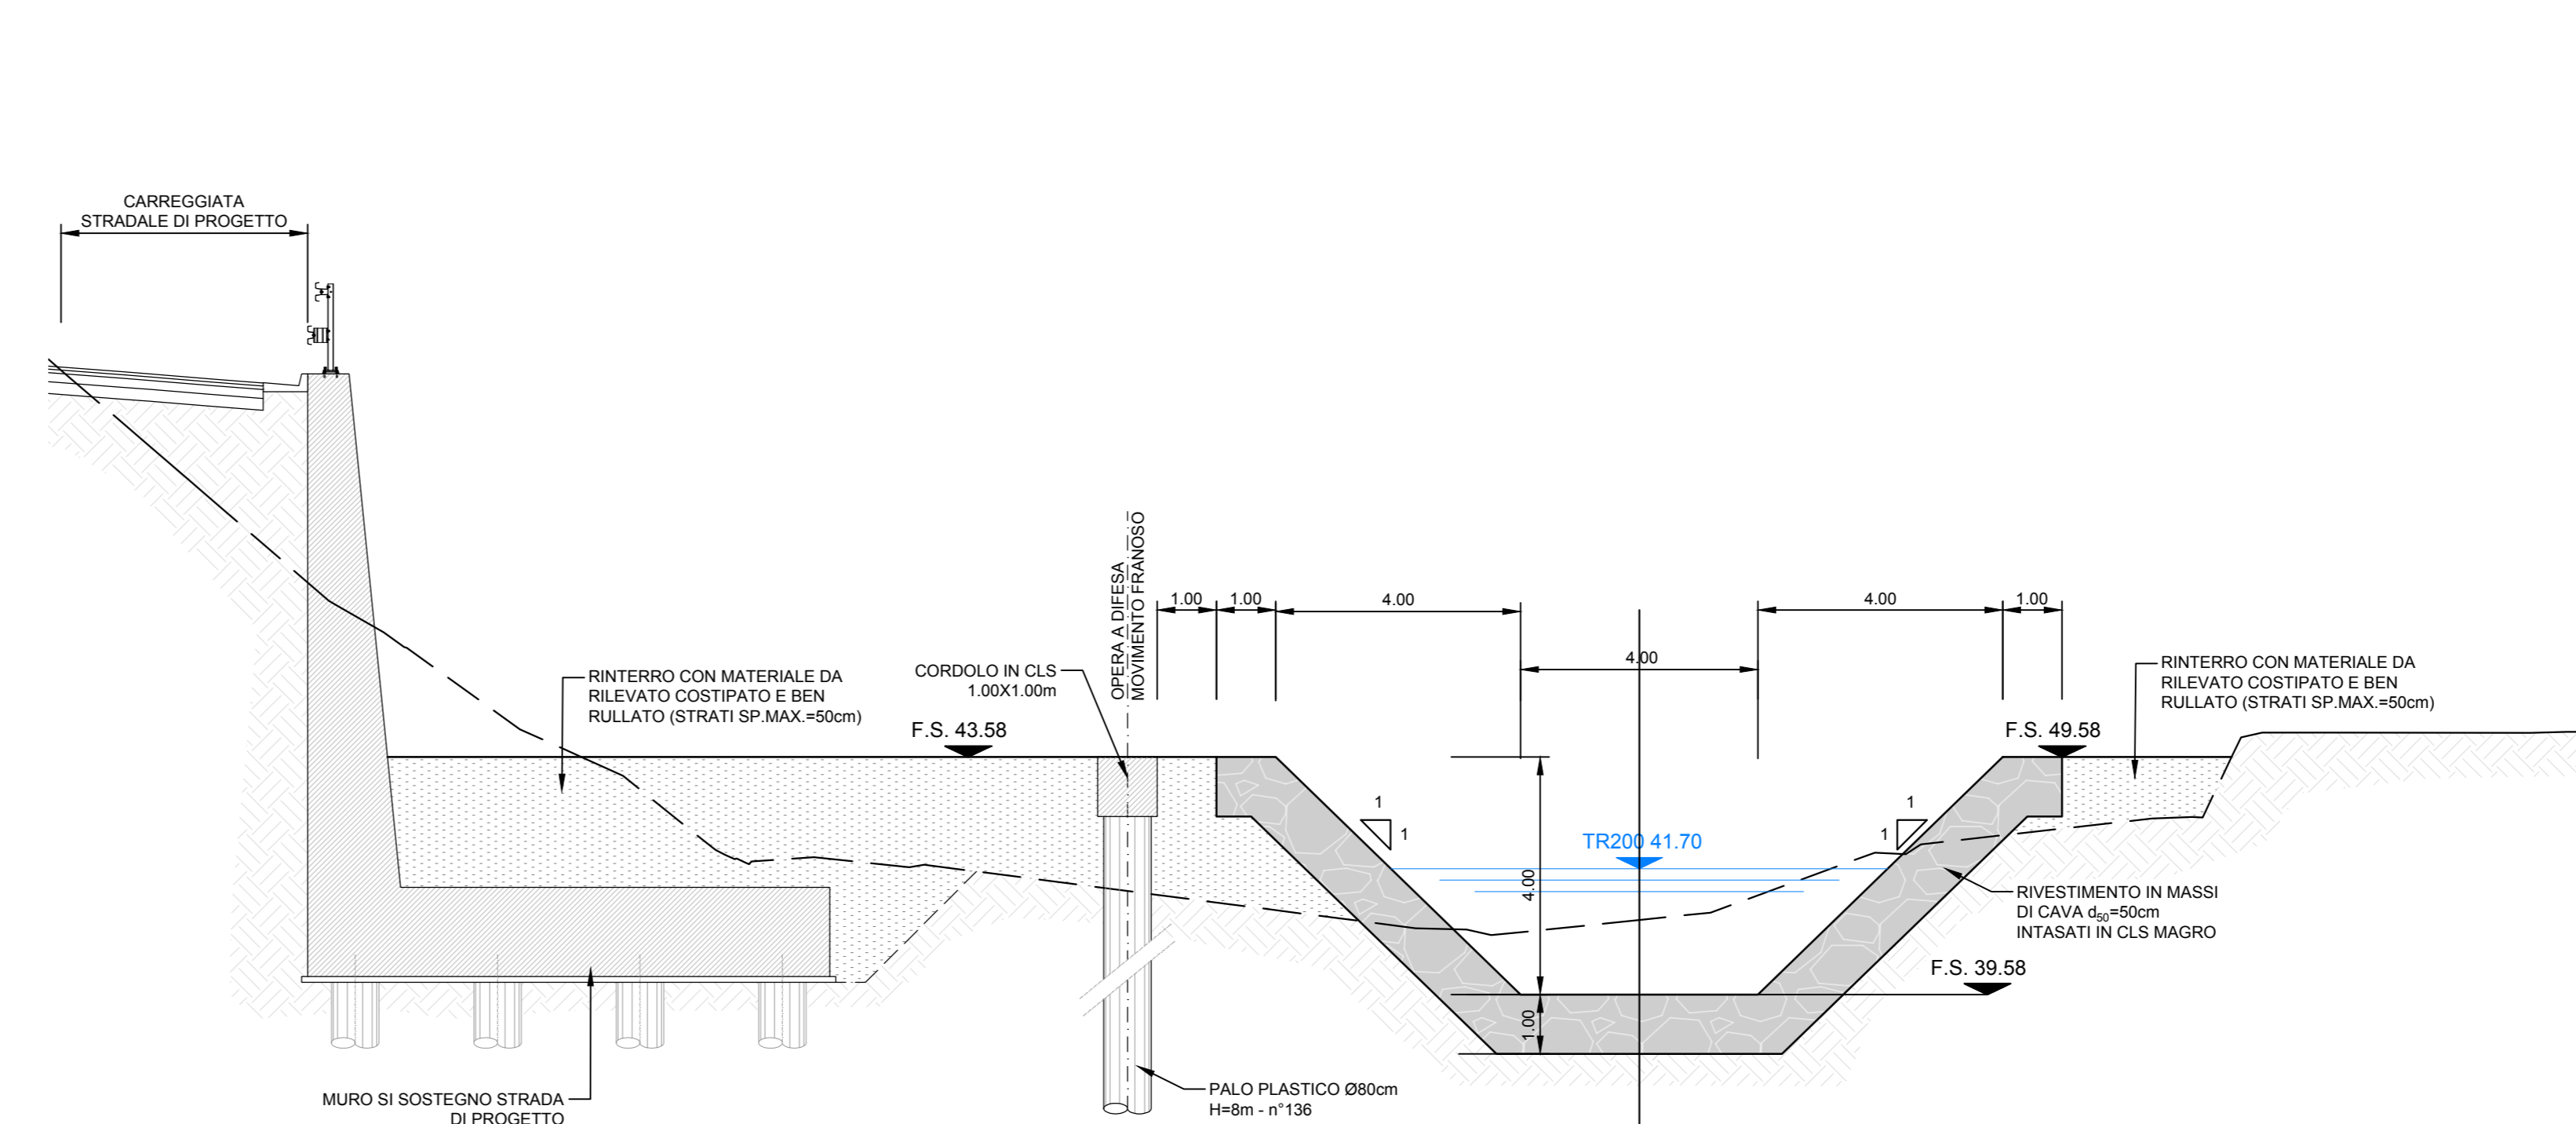 CARREGGIATA
STRADALE DI PROGETTO
OPERA A DIFESA
MOVIMENTO FRANOSO
1.00
1.00
4.00
4.00
1.00
4.00
RINTERRO CON MATERIALE DA
RILEVATO COSTIPATO E BEN
RULLATO (STRATI SP.MAX.=50cm)
CORDOLO IN CLS
1.00X1.00m
RINTERRO CON MATERIALE DA
RILEVATO COSTIPATO E BEN
RULLATO (STRATI SP.MAX.=50cm)
F.S. 43.58
F.S. 49.58
1
1
1
1
TR200 41.70
4.00
RIVESTIMENTO IN MASSI
DI CAVA d50=50cm
INTASATI IN CLS MAGRO
F.S. 39.58
1.00
MURO SI SOSTEGNO STRADA
DI PROGETTO
PALO PLASTICO Ø80cm
H=8m - n°136